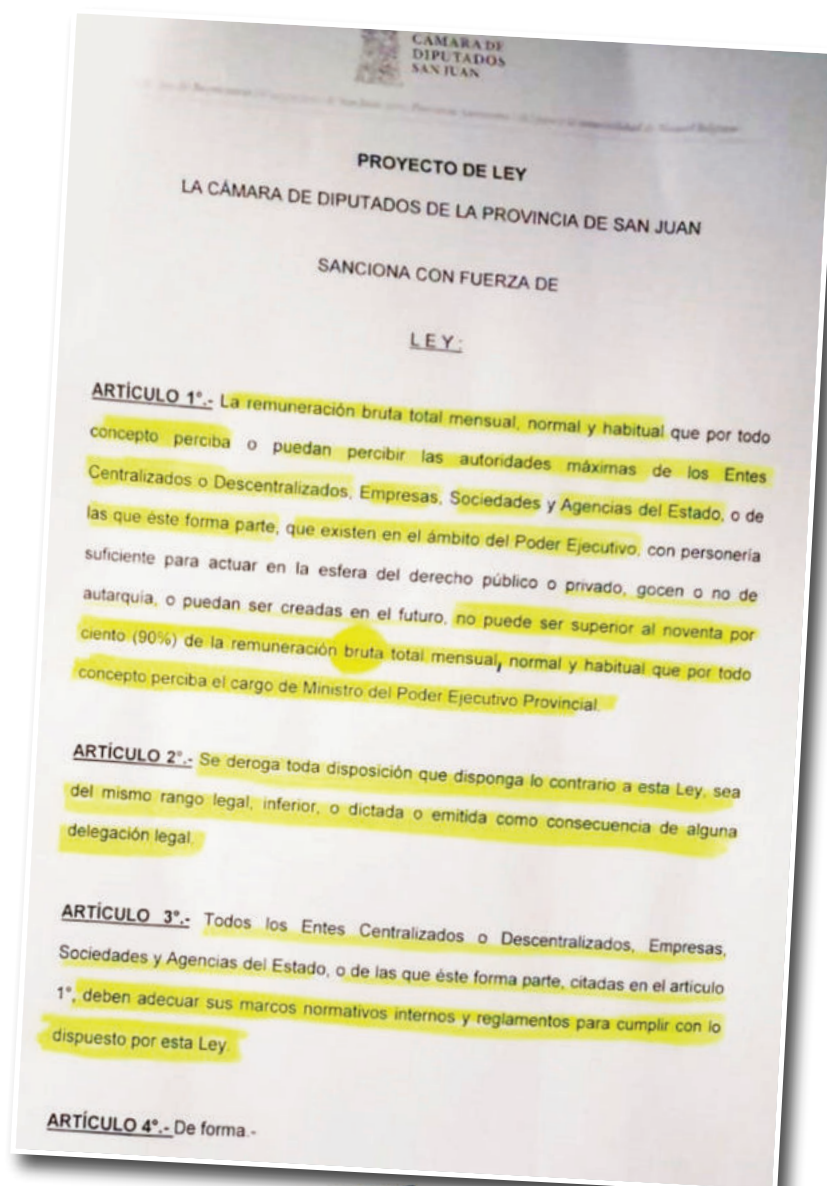 CÁMARA DE
DIPUTADOS
SAN JUAN
PROYECTO DE LEY
LA CÁMARA DE DIPUTADOS DE LA PROVINCIA DE SAN JUAN
SANCIONA CON FUERZA DE
L E Y :
ARTÍCULO 1°.- La remuneración bruta total mensual, normal y habitual que por todo
concepto perciba o puedan percibir las autoridades máximas de los Entes
Centralizados o Descentralizados, Empresas, Sociedades y Agencias del Estado, o de
las que éste forma parte, que existen en el ámbito del Poder Ejecutivo, con personería
suficiente para actuar en la esfera del derecho público o privado, gocen o no de
autarquía, o puedan ser creadas en el futuro, no puede ser superior al noventa por
ciento (90%) de la remuneración bruta total mensual, normal y habitual que por todo
concepto perciba el cargo de Ministro del Poder Ejecutivo Provincial.
ARTÍCULO 2°.- Se deroga toda disposición que disponga lo contrario a esta Ley, sea
del mismo rango legal, inferior, o dictada o emitida como consecuencia de alguna
delegación legal.
ARTÍCULO 3°.- Todos los Entes Centralizados o Descentralizados, Empresas,
Sociedades y Agencias del Estado, o de las que éste forma parte, citadas en el artículo
1°, deben adecuar sus marcos normativos internos y reglamentos para cumplir con lo
dispuesto por esta Ley.
ARTÍCULO 4°.- De forma.-